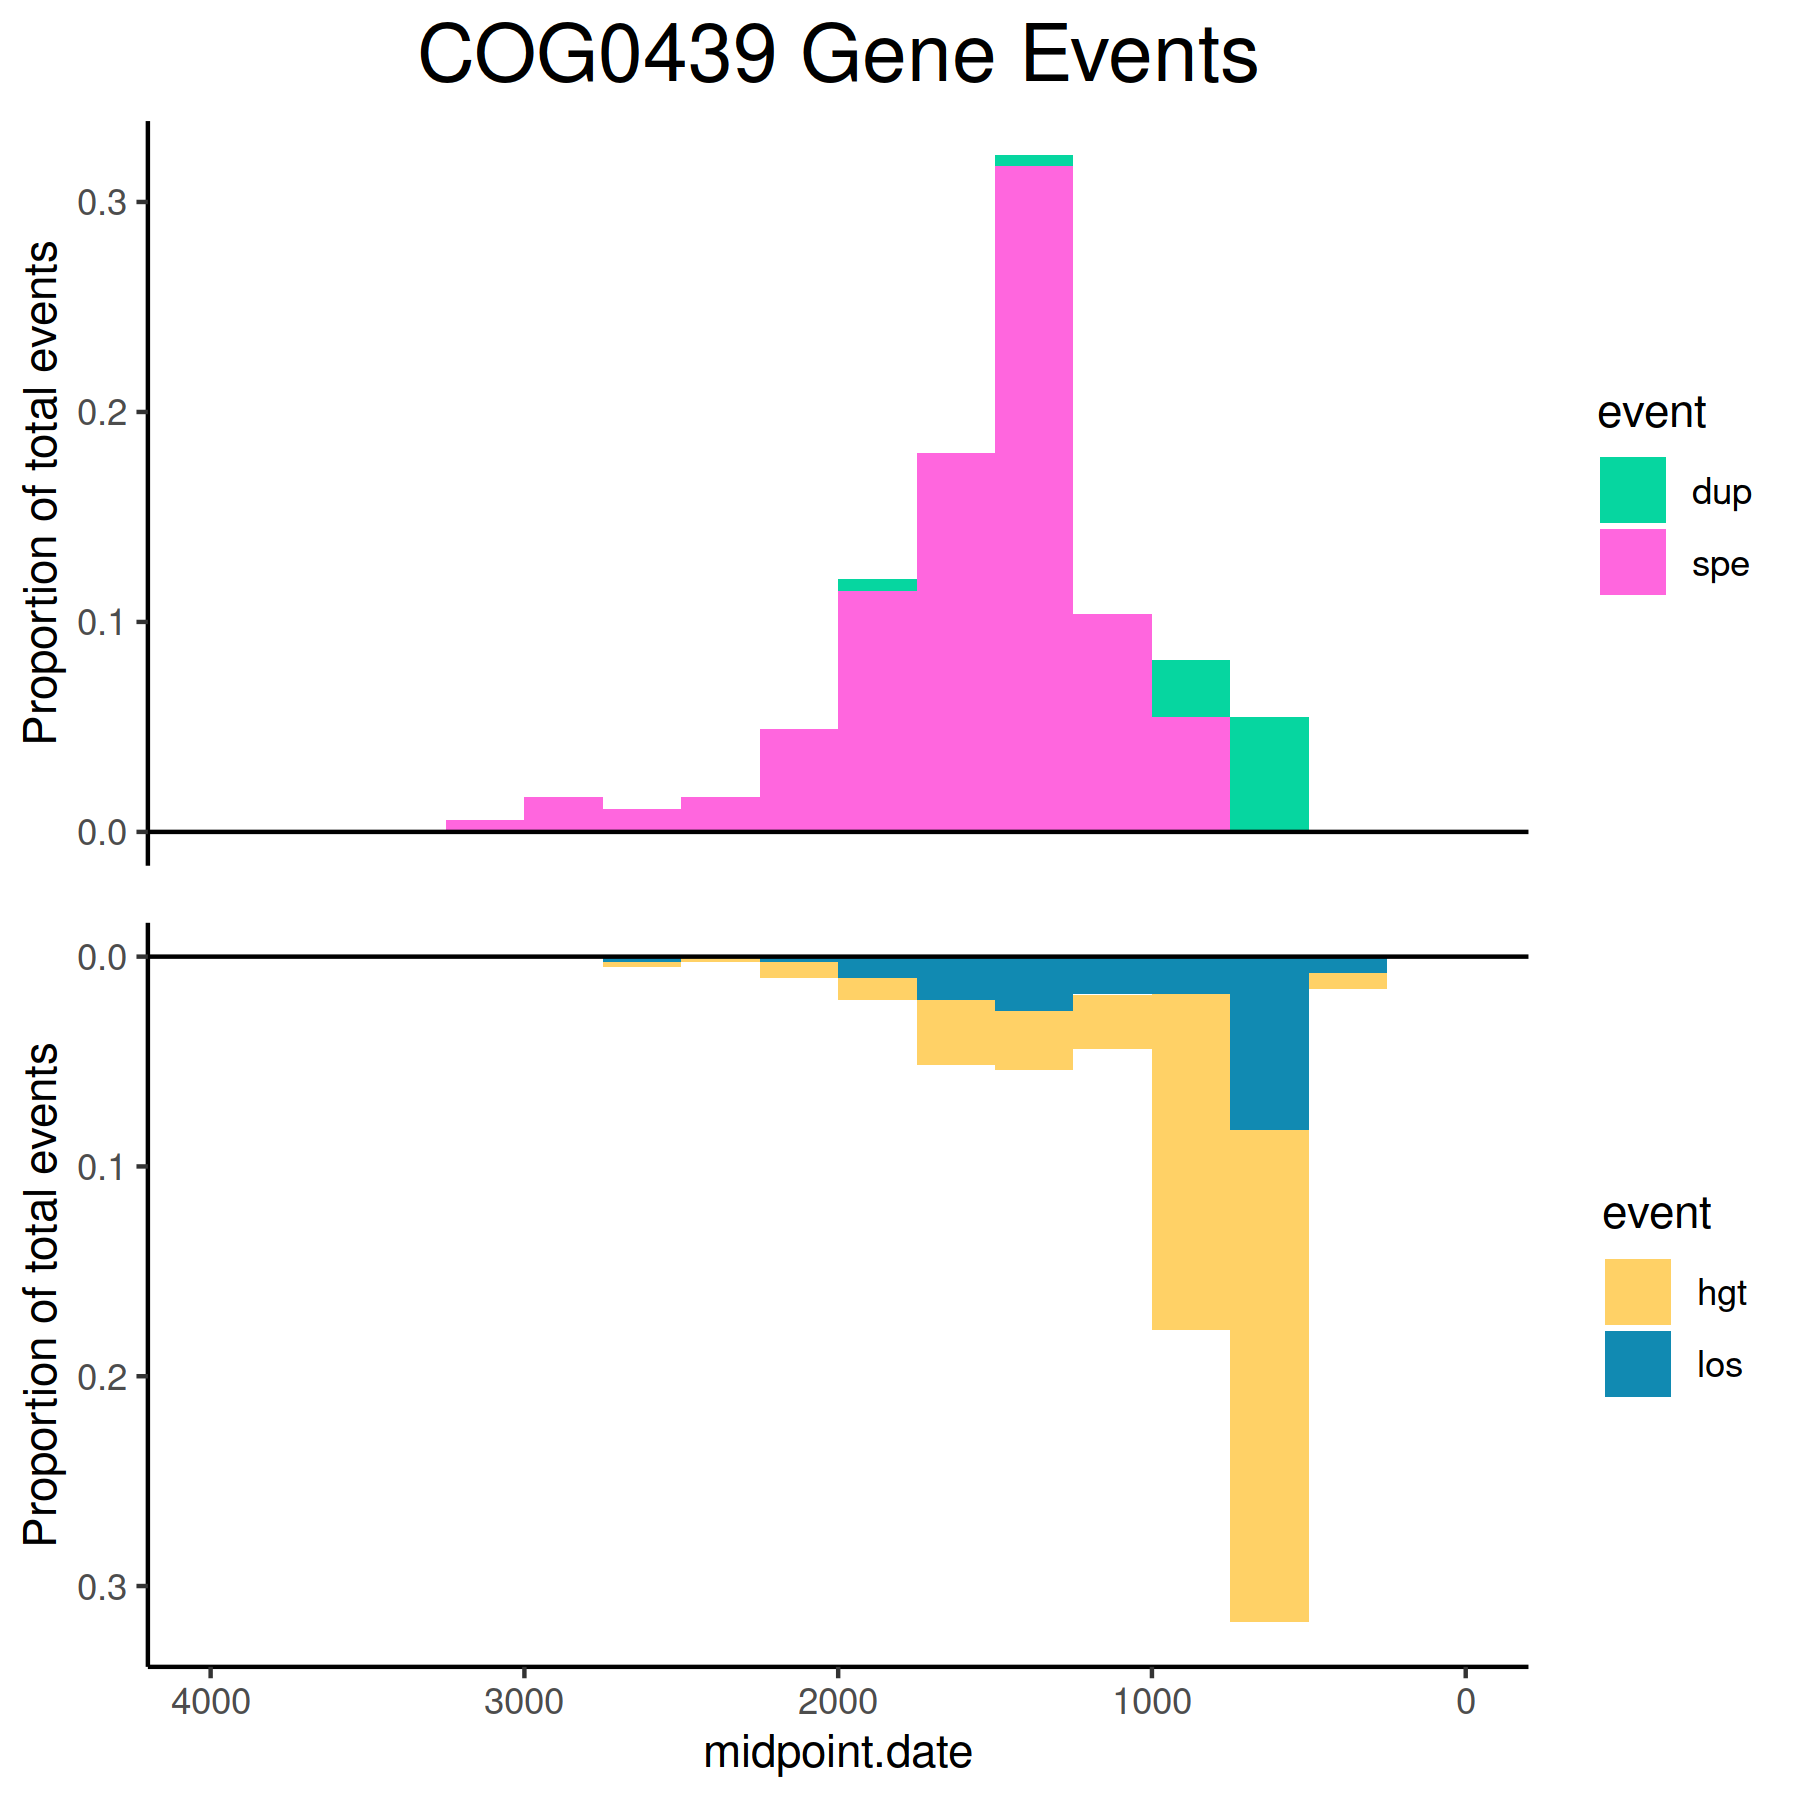 COG0439 Gene Events
Proportion of total events
0.3
0.2
0.1
0.0
event
dup
spe
Proportion of total events
0.0
0.1
0.2
0.3
event
hgt
los
4000 3000 2000 1000 0
midpoint.date